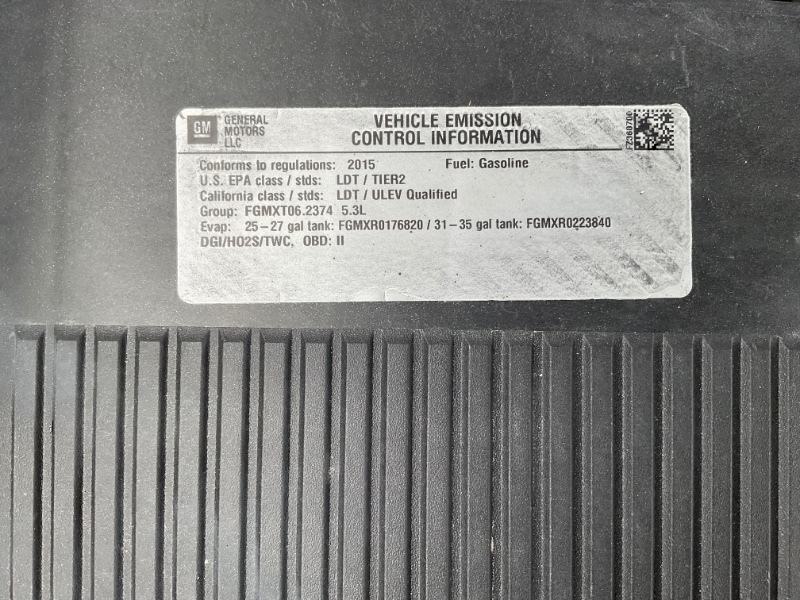 GM
GENERAL
MOTORS
LLC
VEHICLE EMISSION
CONTROL INFORMATION
FZ360700
Conforms to regulations: 2015 Fuel: Gasoline
U.S. EPA class / stds: LDT / TIER2
California class / stds: LDT / ULEV Qualified
Group: FGMXT06.2374 5.3L
Evap: 25-27 gal tank: FGMXR0176820 / 31-35 gal tank: FGMXR0223840
DGI/HO2S/TWC, OBD: II